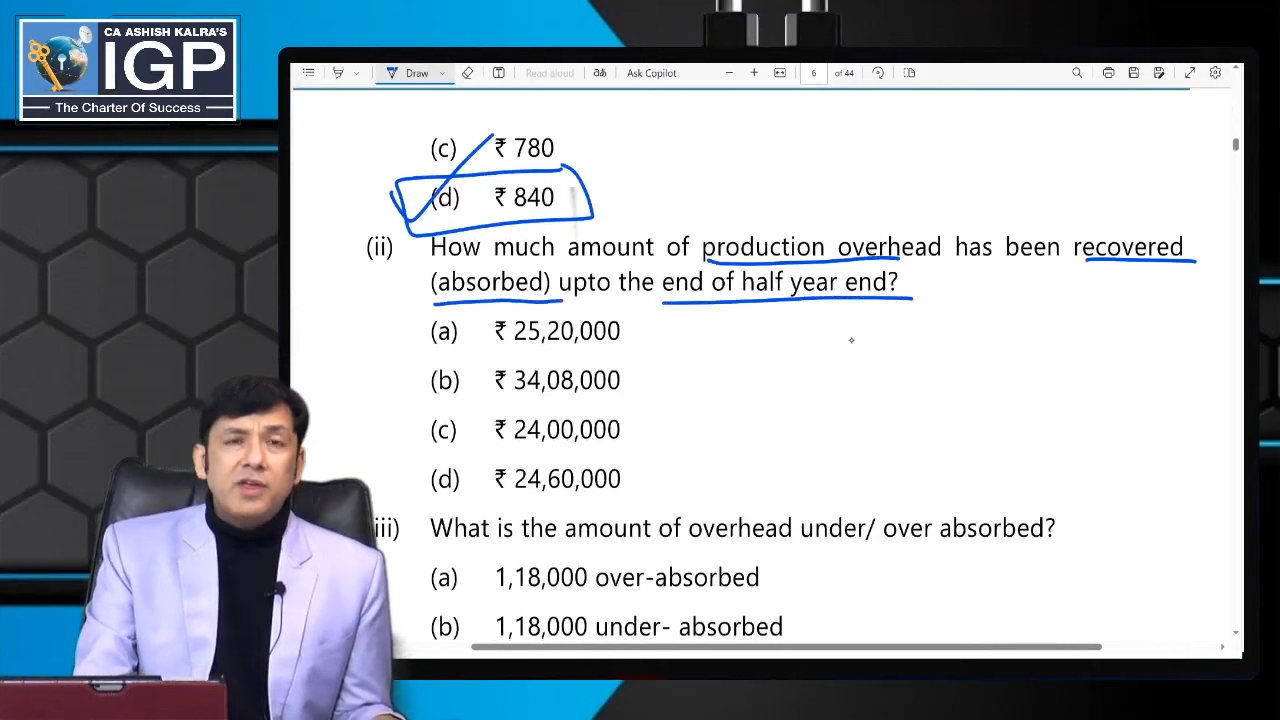 CA ASHISH KALRA'S
IGP
The Charter Of Success
Draw
Read aloud
Ask Copilot
6
of 44
(c) ₹ 780
(d) ₹ 840
(ii) How much amount of production overhead has been recovered
(absorbed) upto the end of half year end?
(a) ₹ 25,20,000
(b) ₹ 34,08,000
(c) ₹ 24,00,000
(d) ₹ 24,60,000
iii) What is the amount of overhead under/ over absorbed?
(a) 1,18,000 over-absorbed
(b) 1,18,000 under- absorbed